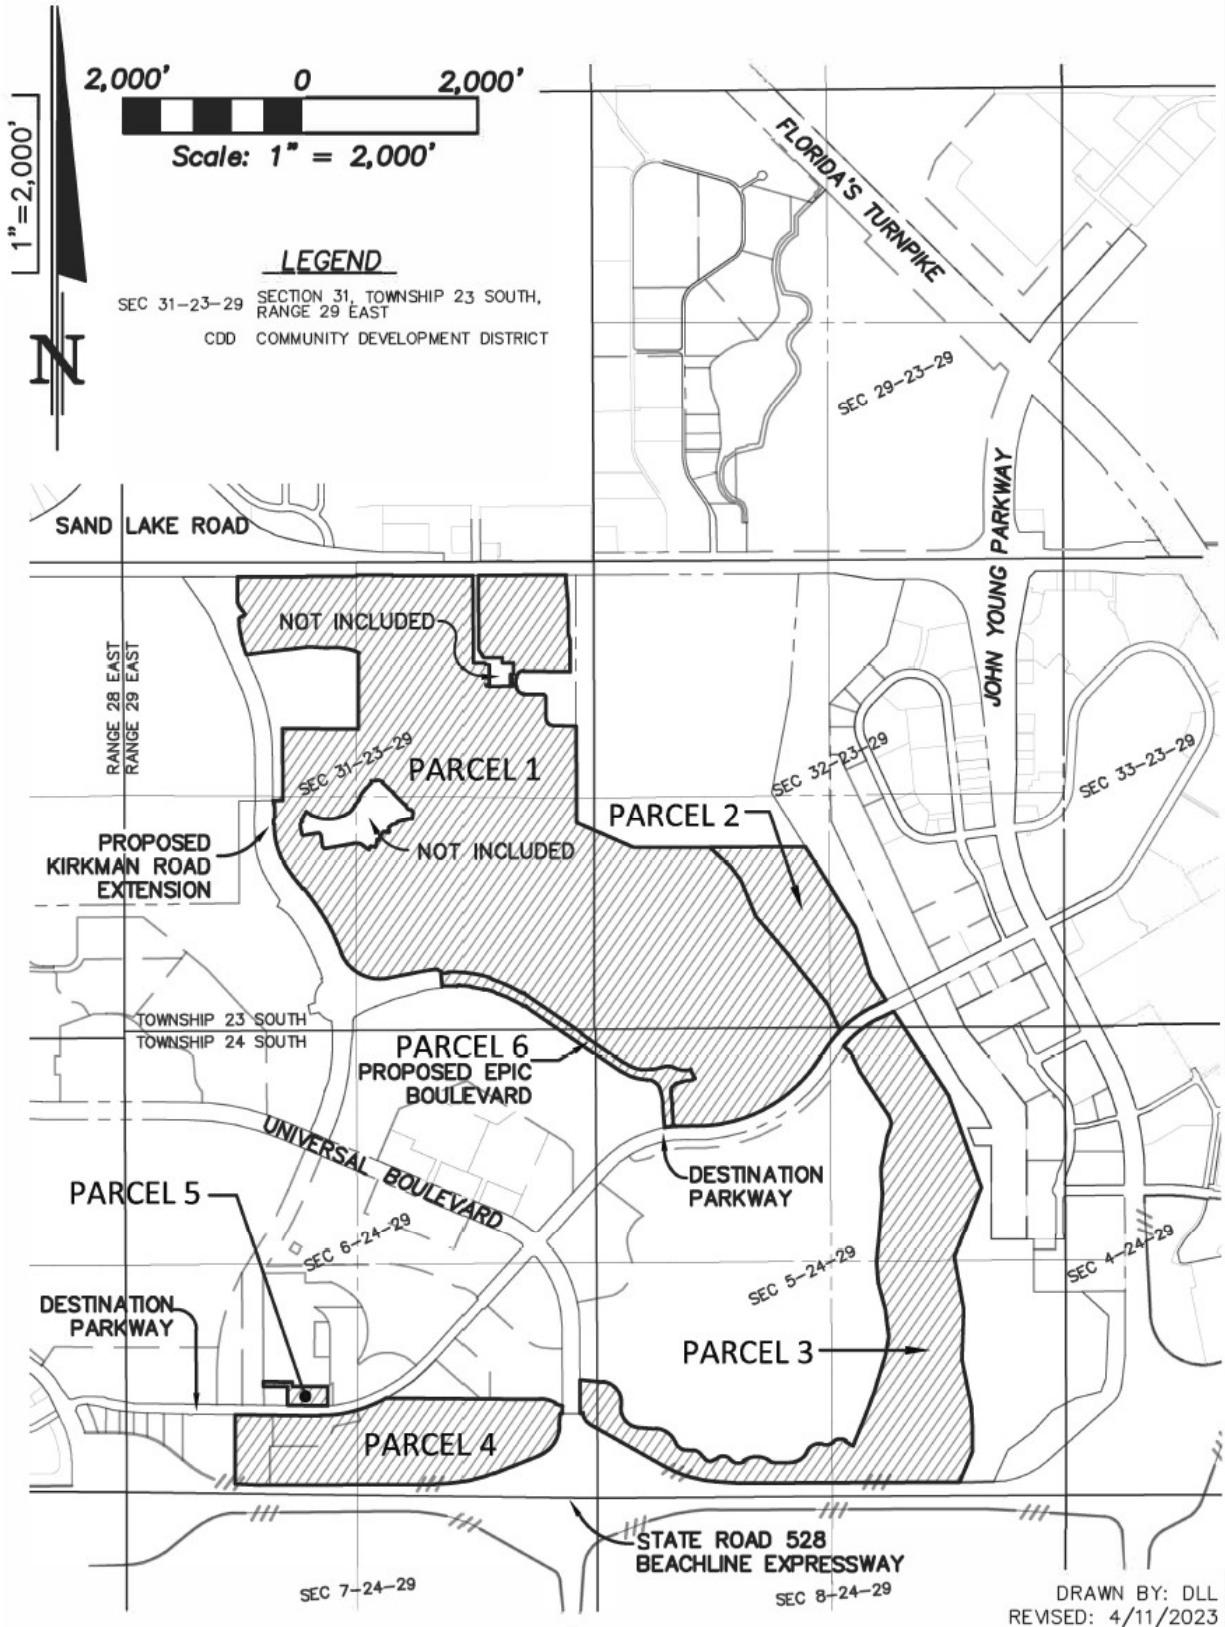 2,000' 0 2,000'
1"=2,000'
Scale: 1" = 2,000'
LEGEND
SEC 31-23-29 SECTION 31, TOWNSHIP 23 SOUTH,
RANGE 29 EAST
CDD COMMUNITY DEVELOPMENT DISTRICT
N
FLORIDA'S TURNPIKE
SEC 29-23-29
JOHN YOUNG PARKWAY
SAND LAKE ROAD
NOT INCLUDED
RANGE 28 EAST
RANGE 29 EAST
SEC 31-23-29
PARCEL 1
SEC 32-23-29
SEC 33-23-29
PARCEL 2
PROPOSED
KIRKMAN ROAD
EXTENSION
NOT INCLUDED
TOWNSHIP 23 SOUTH
TOWNSHIP 24 SOUTH
PARCEL 6
PROPOSED EPIC
BOULEVARD
UNIVERSAL BOULEVARD
DESTINATION
PARKWAY
PARCEL 5
SEC 6-24-29
SEC 5-24-29
SEC 4-24-29
DESTINATION
PARKWAY
PARCEL 3
PARCEL 4
STATE ROAD 528
BEACHLINE EXPRESSWAY
SEC 7-24-29
SEC 8-24-29
DRAWN BY: DLL
REVISED: 4/11/2023